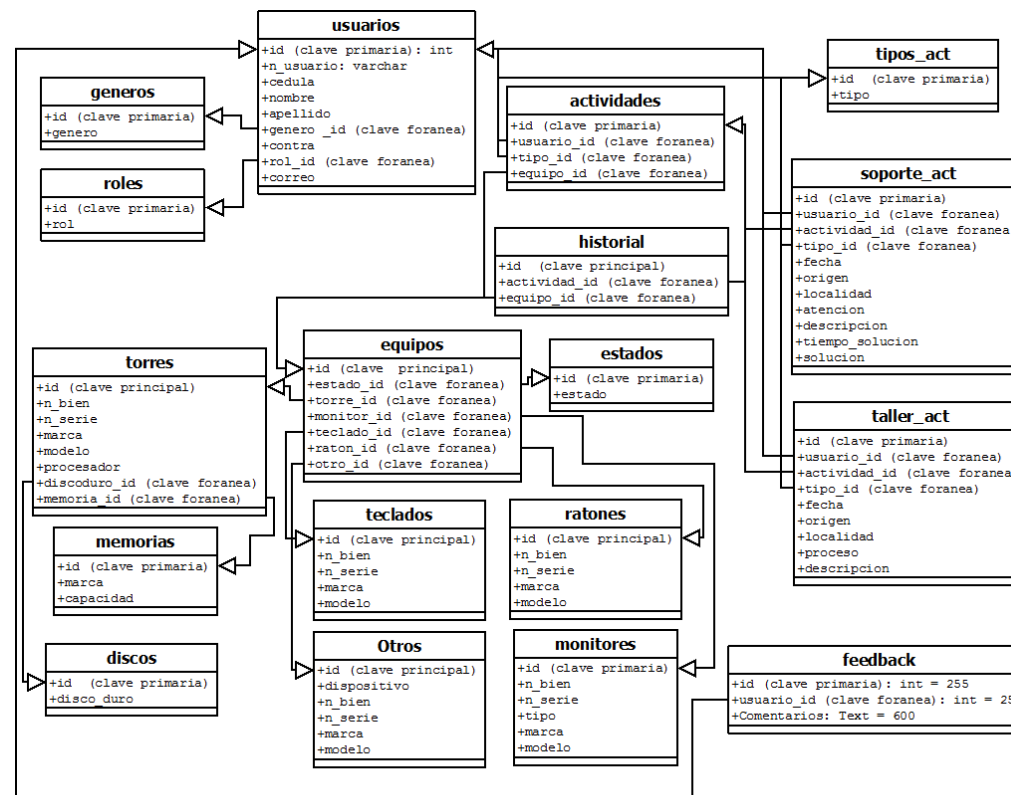 usuarios
+id (clave primaria): int
+n_usuario: varchar
+cedula
+nombre
+apellido
+genero _id (clave foranea)
+contra
+rol_id (clave foranea)
+correo
generos
+id (clave primaria)
+genero
roles
+id (clave primaria)
+rol
actividades
+id (clave primaria)
+usuario_id (clave foranea)
+tipo_id (clave foranea)
+equipo_id (clave foranea)
tipos_act
+id (clave primaria)
+tipo
soporte_act
+id (clave primaria)
+usuario_id (clave foranea)
+actividad_id (clave foranea
+tipo_id (clave foranea)
+fecha
+origen
+localidad
+atencion
+descripcion
+tiempo_solucion
+solucion
historial
+id (clave principal)
+actividad_id (clave foranea)
+equipo_id (clave foranea)
torres
+id (clave principal)
+n_bien
+n_serie
+marca
+modelo
+procesador
+discoduro_id (clave foranea)
+memoria_id (clave foranea)
equipos
+id (clave principal)
+estado_id (clave foranea)
+torre_id (clave foranea)
+monitor_id (clave foranea)
+teclado_id (clave foranea)
+raton_id (clave foranea)
+otro_id (clave foranea)
estados
+id (clave primaria)
+estado
taller_act
+id (clave primaria)
+usuario_id (clave foranea)
+actividad_id (clave foranea
+tipo_id (clave foranea)
+fecha
+origen
+localidad
+proceso
+descripcion
memorias
+id (clave primaria)
+marca
+capacidad
teclados
+id (clave principal)
+n_bien
+n_serie
+marca
+modelo
ratones
+id (clave principal)
+n_bien
+n_serie
+marca
+modelo
discos
+id (clave primaria)
+disco_duro
Otros
+id (clave principal)
+dispositivo
+n_bien
+n_serie
+marca
+modelo
monitores
+id (clave primaria)
+n_bien
+n_serie
+tipo
+marca
+modelo
feedback
+id (clave primaria): int = 255
+usuario_id (clave foranea): int = 25
+Comentarios: Text = 600